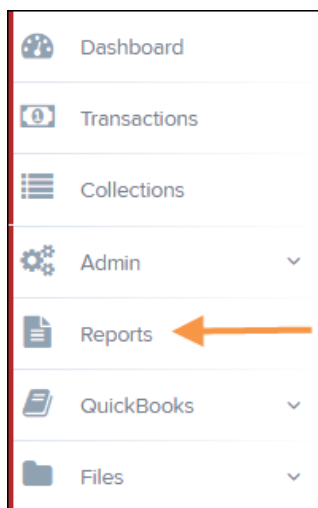 Dashboard
Transactions
Collections
Admin
Reports
QuickBooks
Files